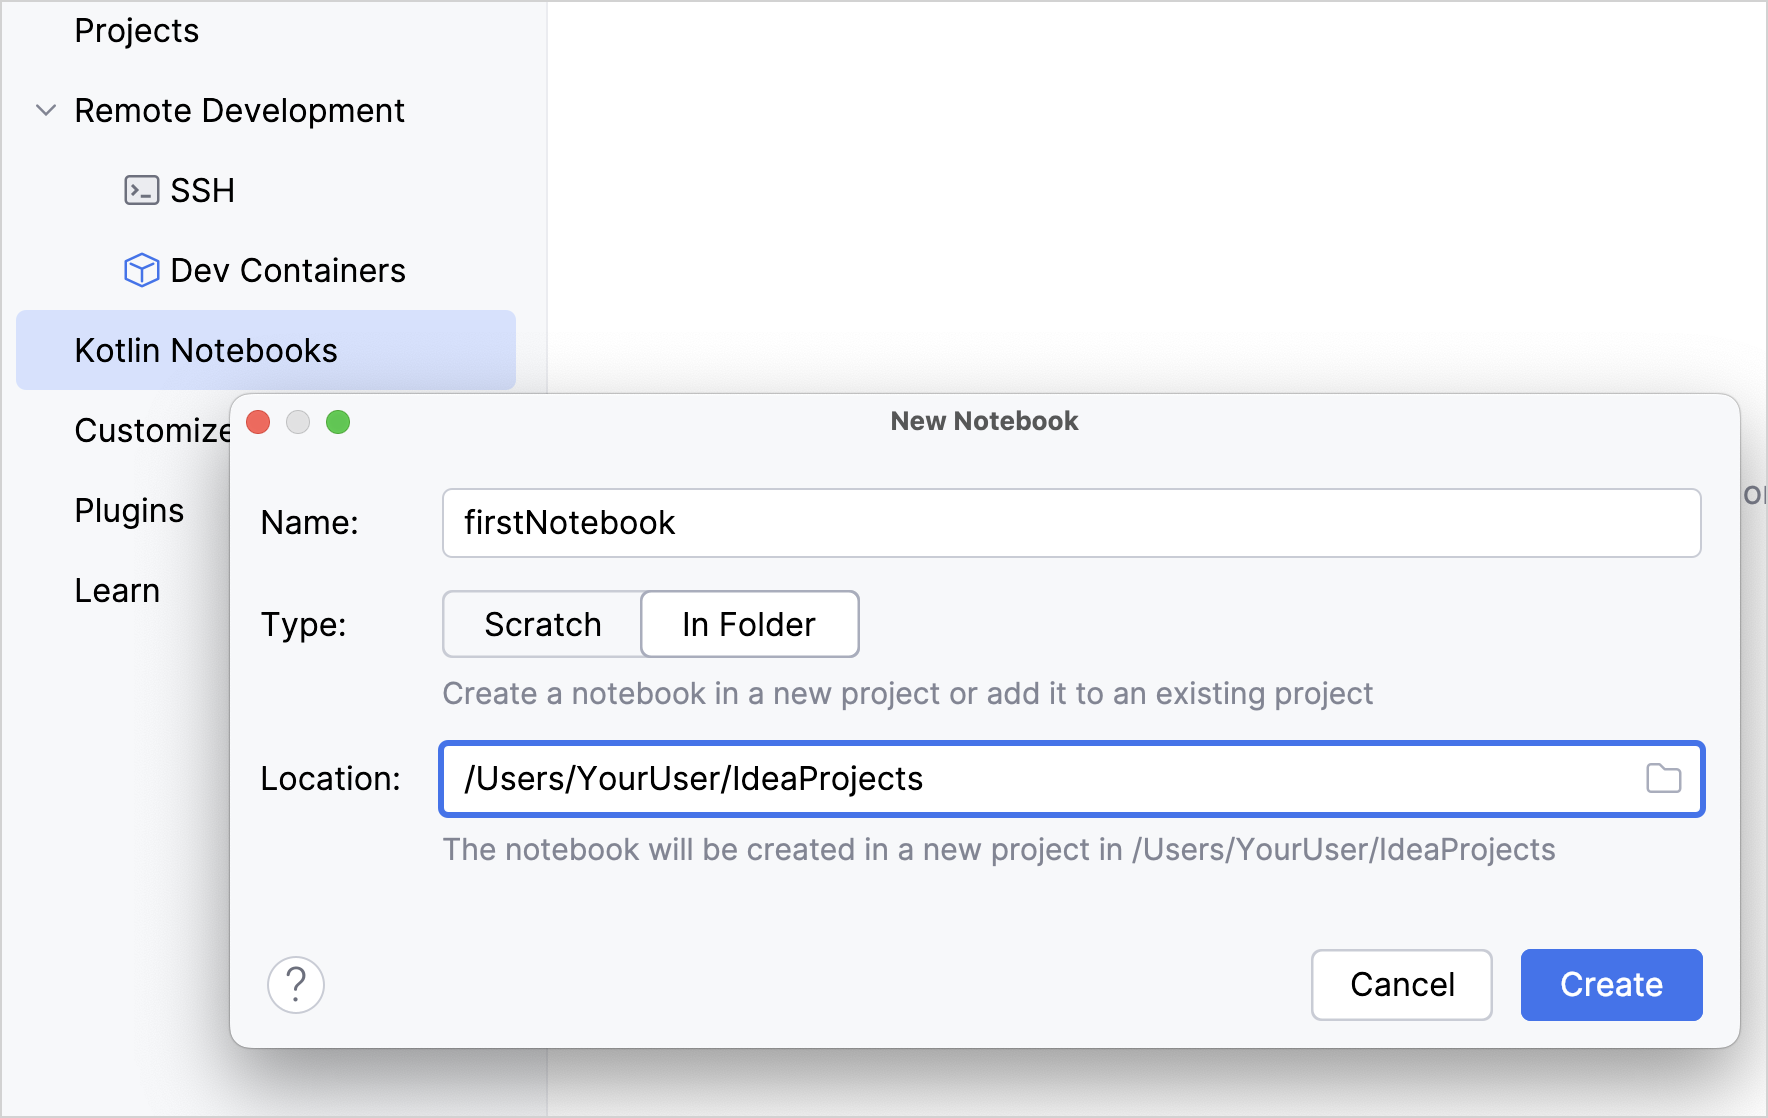 Projects
Remote Development
SSH
Dev Containers
Kotlin Notebooks
Customize
Plugins
Learn
New Notebook
Name: firstNotebook
Type: Scratch In Folder
Create a notebook in a new project or add it to an existing project
Location: /Users/YourUser/IdeaProjects
The notebook will be created in a new project in /Users/YourUser/IdeaProjects
? Cancel Create